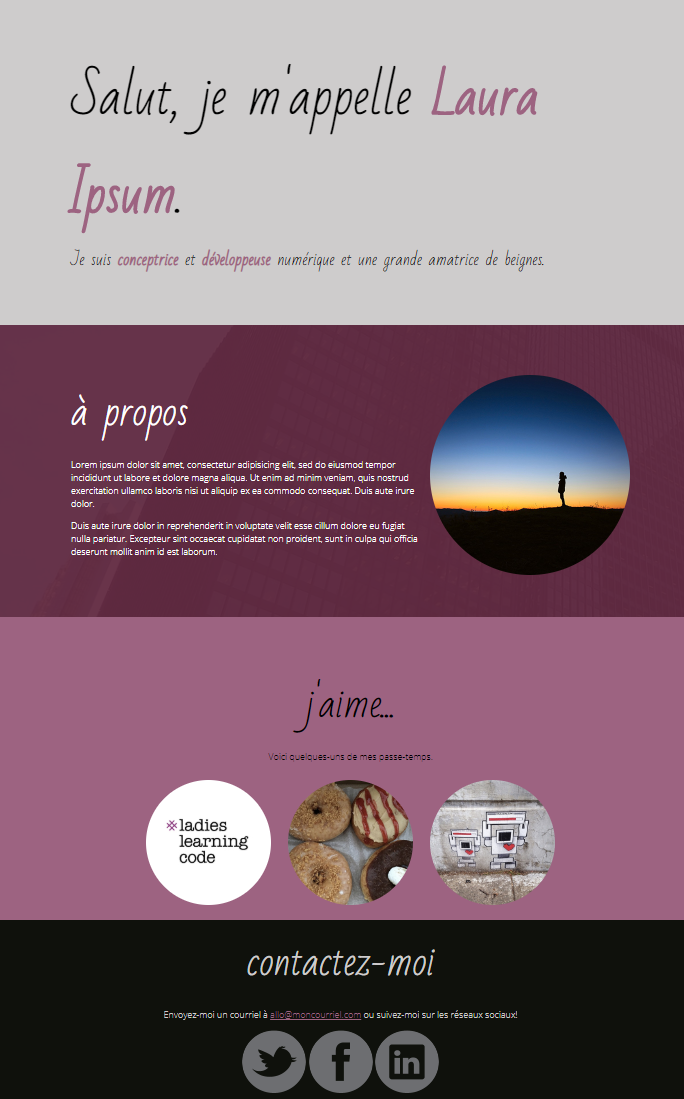 Salut, je m'appelle Laura
Ipsum.
Je suis conceptrice et développeuse numérique et une grande amatrice de beignes.
à propos
Lorem ipsum dolor sit amet, consectetur adipisicing elit, sed do eiusmod tempor
incididunt ut labore et dolore magna aliqua. Ut enim ad minim veniam, quis nostrud
exercitation ullamco laboris nisi ut aliquip ex ea commodo consequat. Duis aute irure
dolor.
Duis aute irure dolor in reprehenderit in voluptate velit esse cillum dolore eu fugiat
nulla pariatur. Excepteur sint occaecat cupidatat non proident, sunt in culpa qui officia
deserunt mollit anim id est laborum.
j'aime...
Voici quelques-uns de mes passe-temps.
ladies
learning
code
contactez-moi
Envoyez-moi un courriel à allo@moncourriel.com ou suivez-moi sur les réseaux sociaux!
f
in